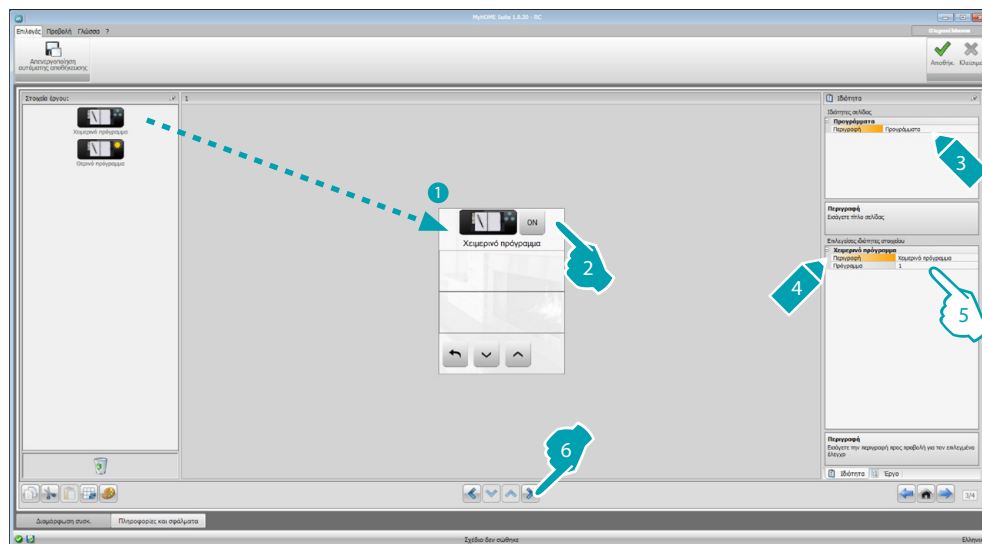 MyHOME Suite 1.0.20 - RC
Επιλογές Προβολή Γλώσσα ?
Απενεργοποίηση
αυτόματης αποθήκευσης
Αποθήκ. Κλείσιμο
Στοιχεία έργου:
1
Χειμερινό πρόγραμμα
Θερινό πρόγραμμα
1
ON
Χειμερινό πρόγραμμα
2
Ιδιότητα
Ιδιότητες σελίδας
Προγράμματα
Περιγραφή Προγράμματα
3
Περιγραφή
Εισάγετε τίτλο σελίδας
Επιλεγείσες ιδιότητες στοιχείου
Χειμερινό πρόγραμμα
Περιγραφή Χειμερινό πρόγραμμα
Πρόγραμμα 1
4
5
6
Περιγραφή
Εισάγετε την περιγραφή προς προβολή για τον επιλεγμένο
έλεγχο
Ιδιότητα Έργο
3/4
Διαμόρφωση συσκ. Πληροφορίες και σφάλματα
Σχέδιο δεν σώθηκε